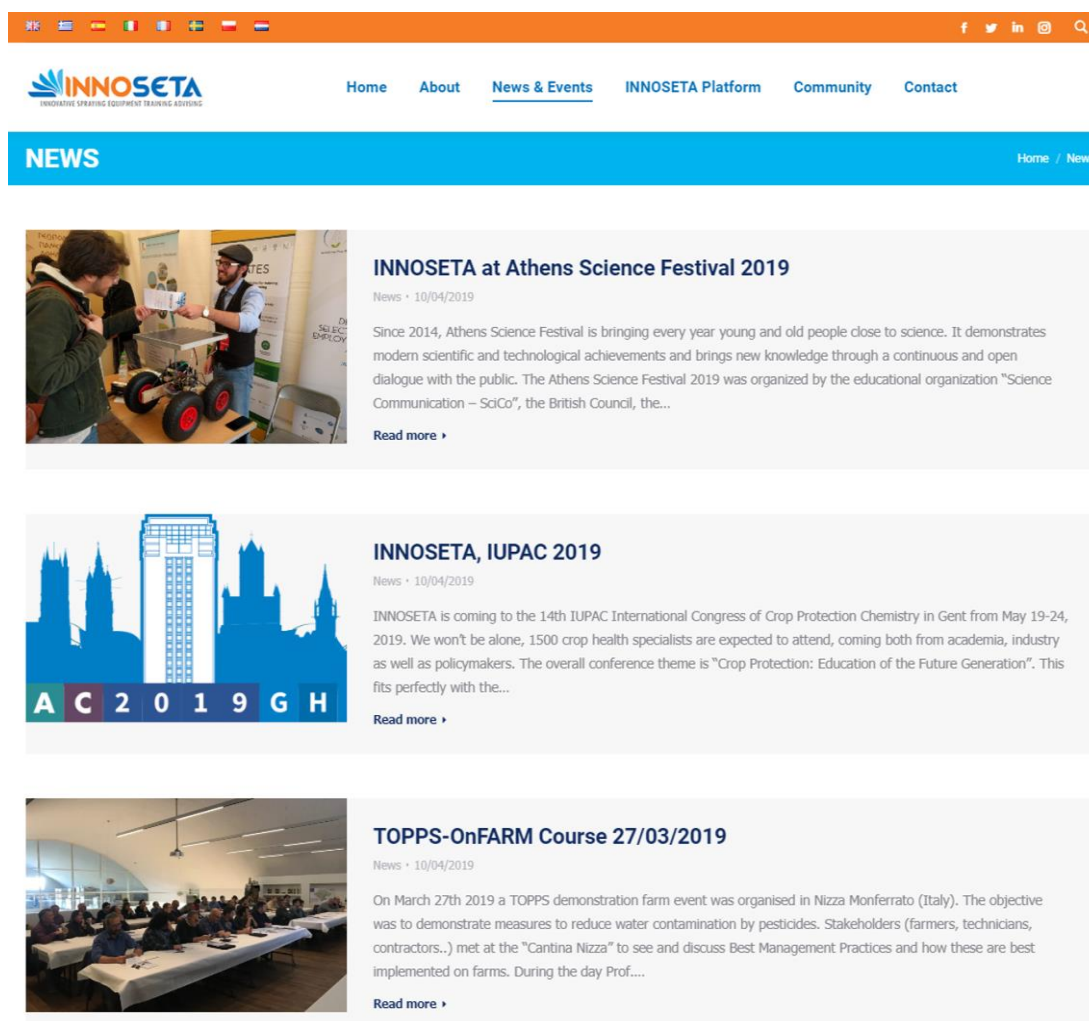 INNOSETA
INNOVATIVE SPRAYING EQUIPMENT TRAINING ADVISING
Home About News & Events INNOSETA Platform Community Contact
NEWS
Home / New
INNOSETA at Athens Science Festival 2019
News • 10/04/2019
Since 2014, Athens Science Festival is bringing every year young and old people close to science. It demonstrates
modern scientific and technological achievements and brings new knowledge through a continuous and open
dialogue with the public. The Athens Science Festival 2019 was organized by the educational organization “Science
Communication – SciCo”, the British Council, the...
Read more
INNOSETA, IUPAC 2019
News • 10/04/2019
INNOSETA is coming to the 14th IUPAC International Congress of Crop Protection Chemistry in Gent from May 19-24,
2019. We won’t be alone, 1500 crop health specialists are expected to attend, coming both from academia, industry
as well as policymakers. The overall conference theme is “Crop Protection: Education of the Future Generation”. This
fits perfectly with the...
Read more
AC2019GH
TOPPS-OnFARM Course 27/03/2019
News • 10/04/2019
On March 27th 2019 a TOPPS demonstration farm event was organised in Nizza Monferrato (Italy). The objective
was to demonstrate measures to reduce water contamination by pesticides. Stakeholders (farmers, technicians,
contractors..) met at the “Cantina Nizza” to see and discuss Best Management Practices and how these are best
implemented on farms. During the day Prof....
Read more